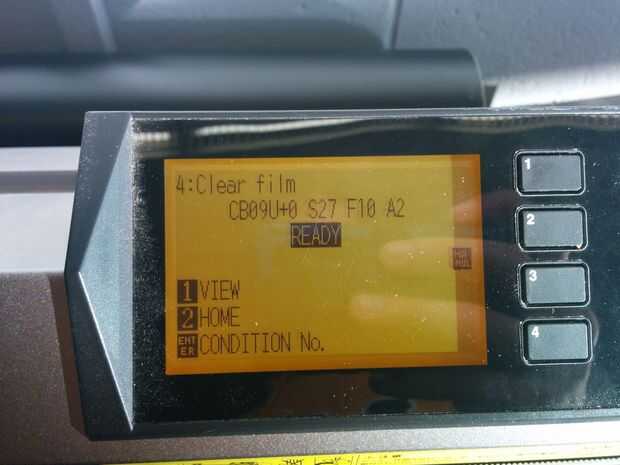 4:Clear film
CB09U+0 S27 F10 A2
READY
1 VIEW
2 HOME
ENTER CONDITION No.
1
2
3
4